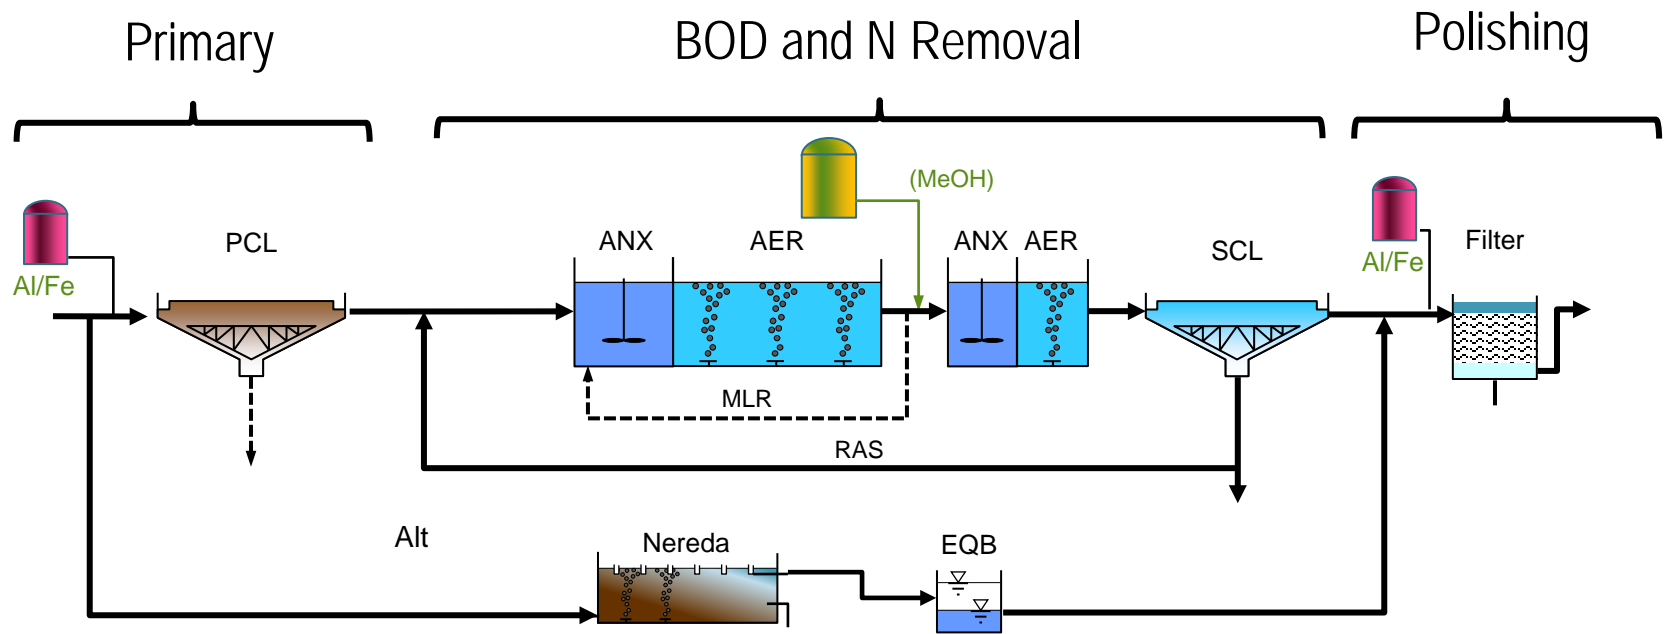 Primary
BOD and N Removal
Polishing
(MeOH)
PCL
ANX
AER
ANX
AER
SCL
Filter
Al/Fe
Al/Fe
MLR
RAS
Alt
Nereda
EQB